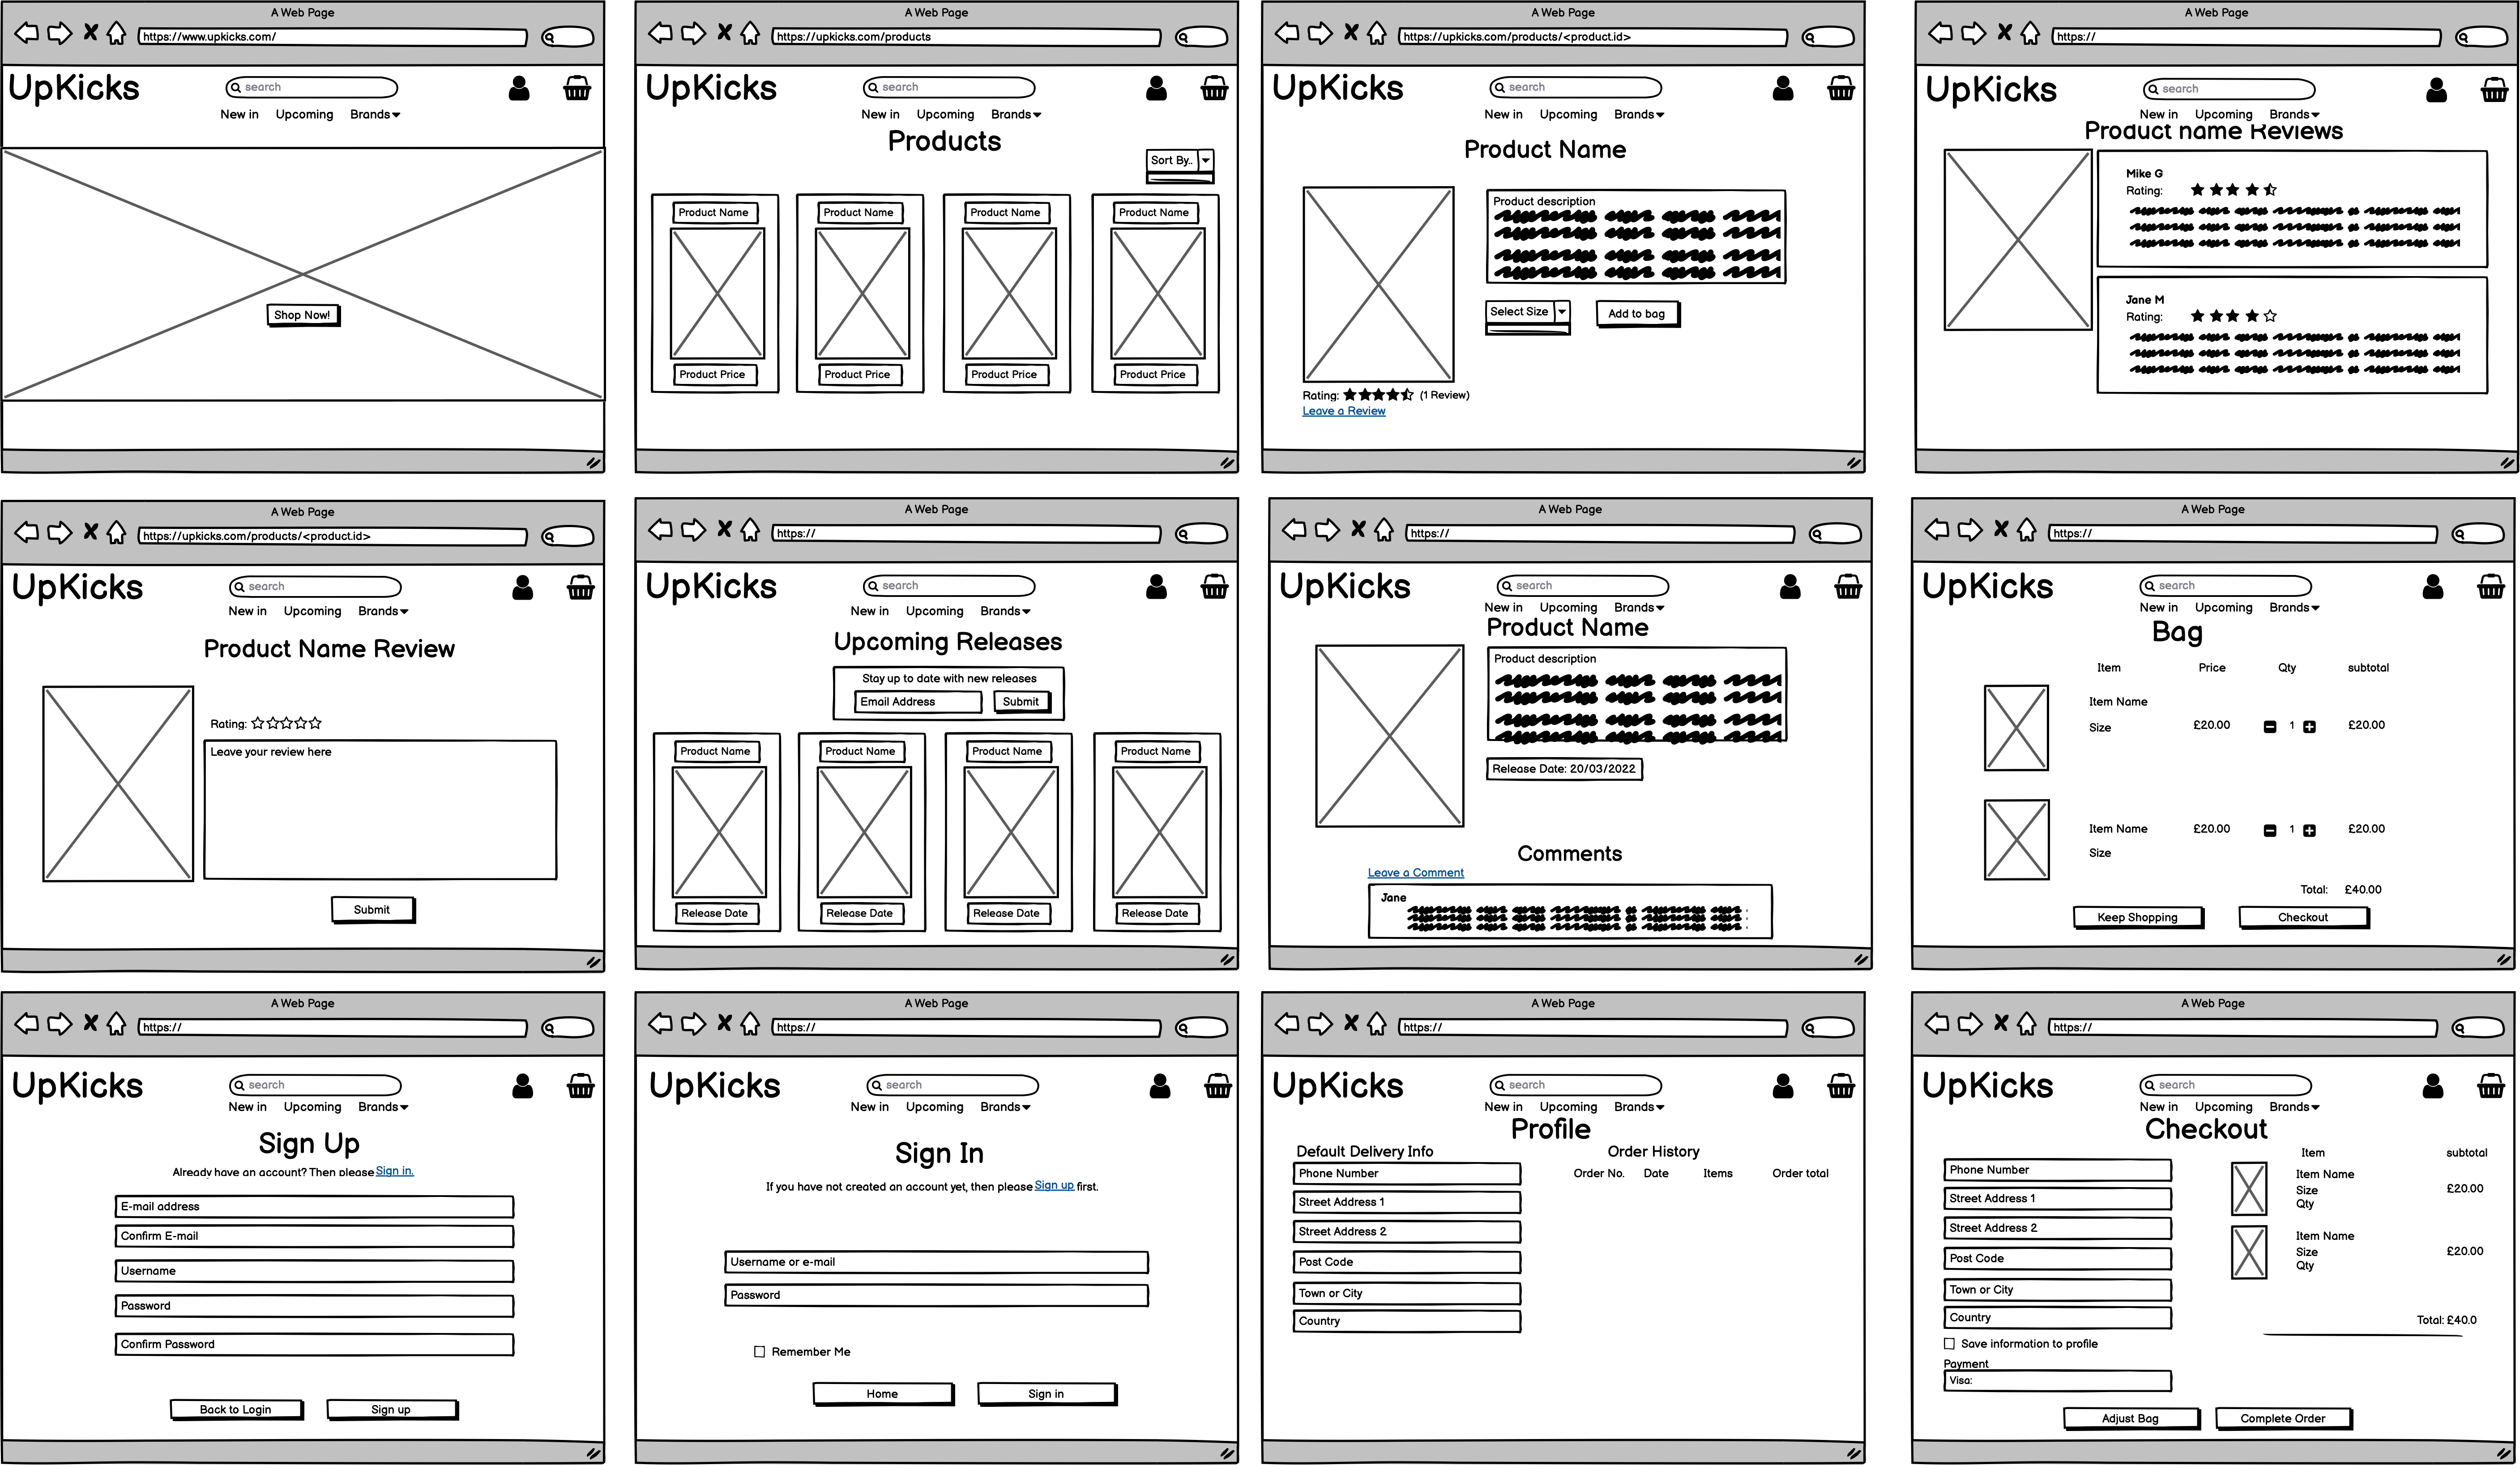 A Web Page
https://www.upkicks.com/
UpKicks
search
New in Upcoming Brands
Shop Now!
A Web Page
https://upkicks.com/products
UpKicks
search
New in Upcoming Brands
Products
Sort By..
Product Name Product Name Product Name Product Name
Product Price Product Price Product Price Product Price
A Web Page
https://upkicks.com/products/<product.id>
UpKicks
search
New in Upcoming Brands
Product Name
Product description
Select Size Add to bag
Rating: (1 Review)
Leave a Review
A Web Page
https://
UpKicks
search
New in Upcoming Brands
Product name Reviews
Mike G
Rating:
Jane M
Rating:
A Web Page
https://upkicks.com/products/<product.id>
UpKicks
search
New in Upcoming Brands
Product Name Review
Rating:
Leave your review here
Submit
A Web Page
https://
UpKicks
search
New in Upcoming Brands
Upcoming Releases
Stay up to date with new releases
Email Address Submit
Product Name Product Name Product Name Product Name
Release Date Release Date Release Date Release Date
A Web Page
https://
UpKicks
search
New in Upcoming Brands
Product Name
Product description
Release Date: 20/03/2022
Comments
Leave a Comment
Jane
A Web Page
https://
UpKicks
search
New in Upcoming Brands
Bag
Item Price Qty subtotal
Item Name
Size £20.00 1 £20.00
Item Name £20.00 1 £20.00
Size
Total: £40.00
Keep Shopping Checkout
A Web Page
https://
UpKicks
search
New in Upcoming Brands
Sign Up
Already have an account? Then please Sign in.
E-mail address
Confirm E-mail
Username
Password
Confirm Password
Back to Login Sign up
A Web Page
https://
UpKicks
search
New in Upcoming Brands
Sign In
If you have not created an account yet, then please Sign up first.
Username or e-mail
Password
Remember Me
Home Sign in
A Web Page
https://
UpKicks
search
New in Upcoming Brands
Profile
Default Delivery Info Order History
Phone Number Order No. Date Items Order total
Street Address 1
Street Address 2
Post Code
Town or City
Country
A Web Page
https://
UpKicks
search
New in Upcoming Brands
Checkout
Item subtotal
Phone Number Item Name
Street Address 1 Size £20.00
Qty
Street Address 2 Item Name
Post Code Size £20.00
Qty
Town or City
Country Total: £40.0
Save information to profile
Payment
Visa:
Adjust Bag Complete Order